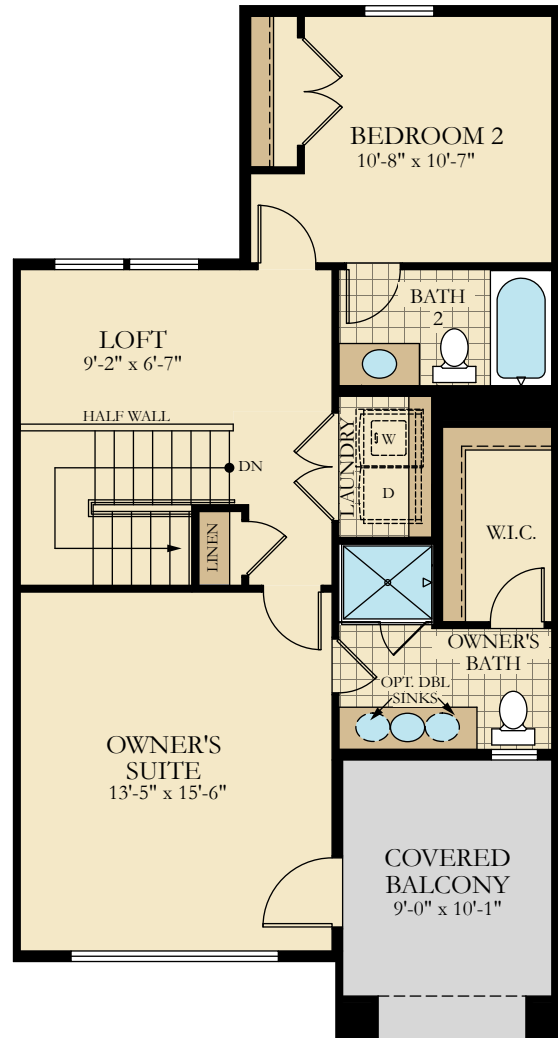 BEDROOM 2
10'-8" x 10'-7"
BATH
2
LOFT
9'-2" x 6'-7"
HALF WALL
DN
LAUNDRY
W
D
LINEN
W.I.C.
OWNER'S
BATH
OPT. DBL
SINKS
OWNER'S
SUITE
13'-5" x 15'-6"
COVERED
BALCONY
9'-0" x 10'-1"